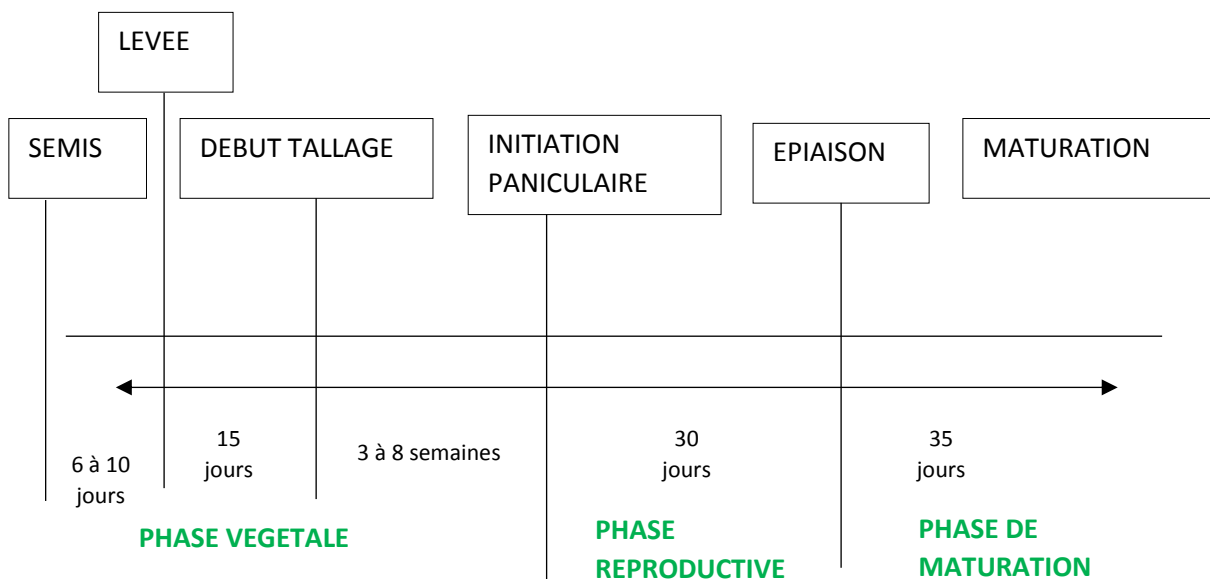 LEVEE
SEMIS
DEBUT TALLAGE
INITIATION
PANICULAIRE
EPIAISON
MATURATION
6 à 10
jours
15
jours
3 à 8 semaines
30
jours
35
jours
PHASE VEGETALE
PHASE
REPRODUCTIVE
PHASE DE
MATURATION